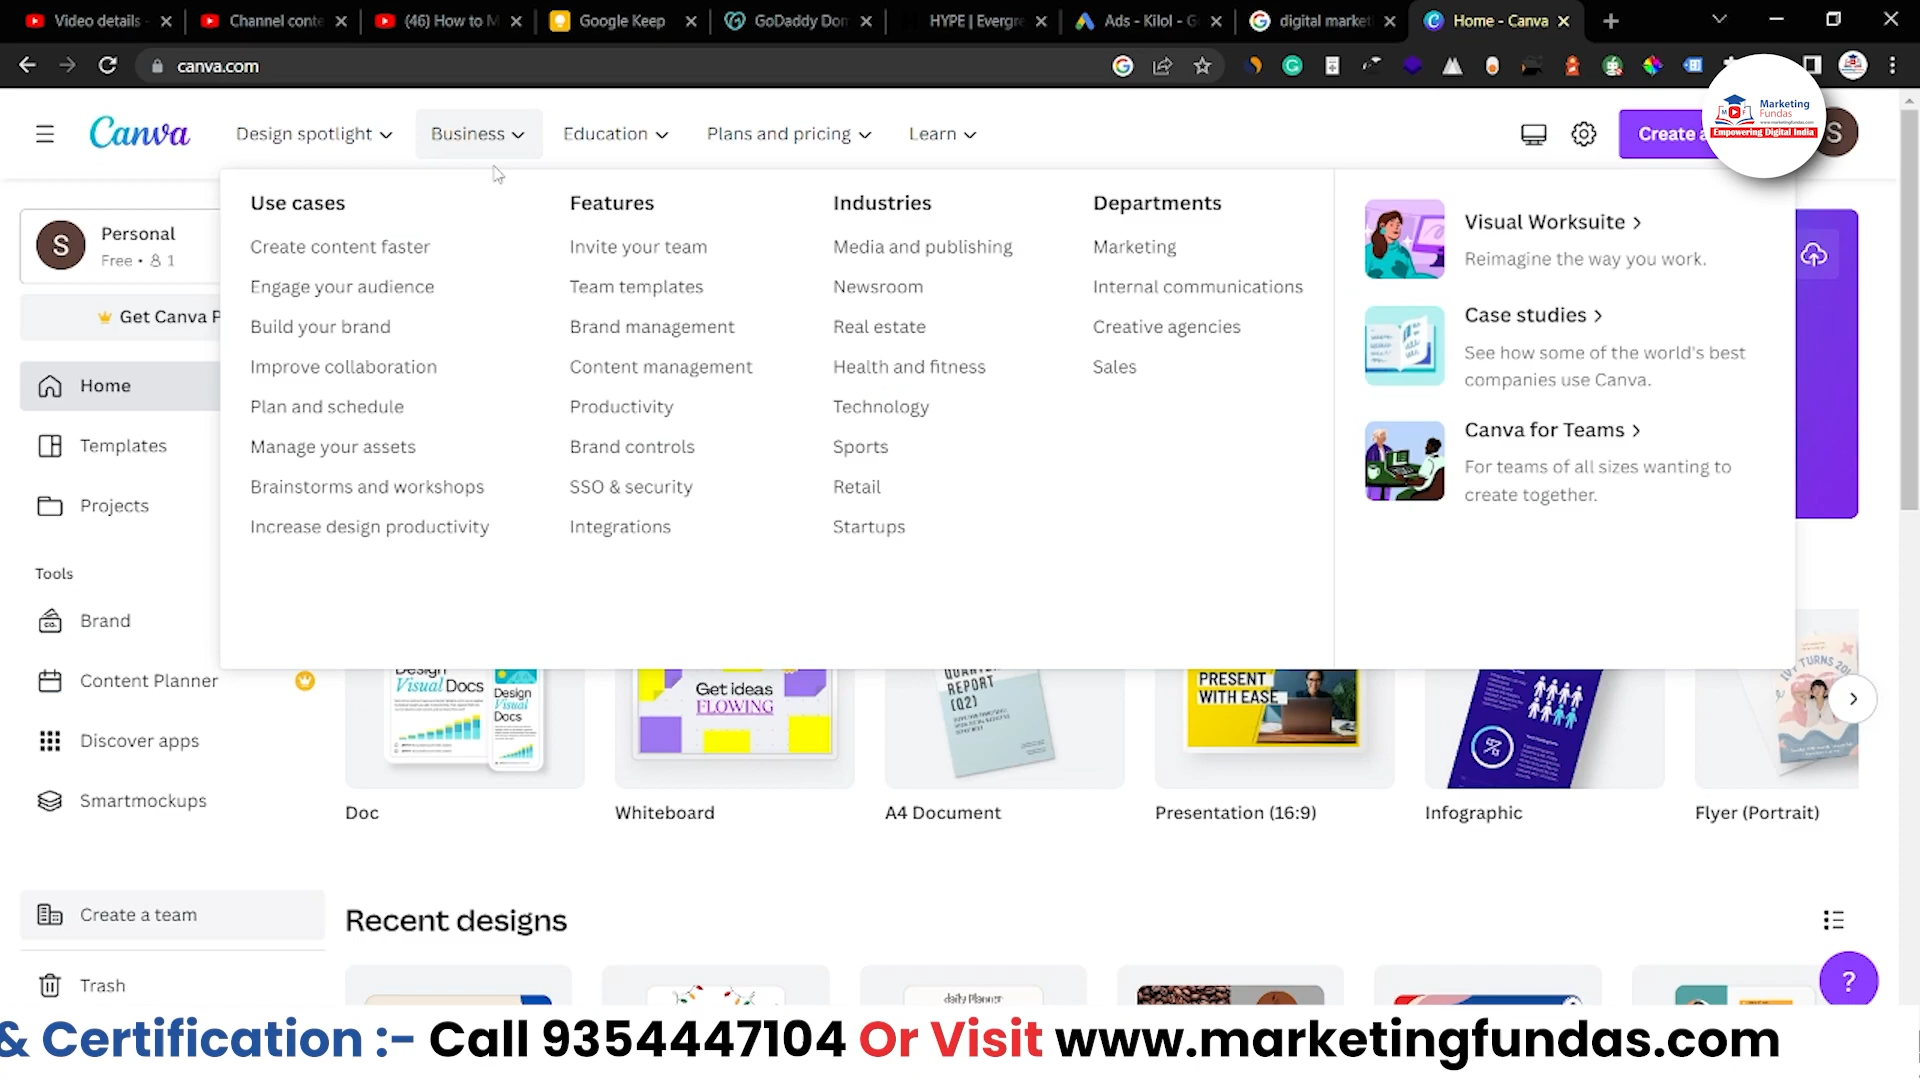 Video details -
Channel conte
(46) How to M
Google Keep
GoDaddy Dom
HYPE | Evergre
Ads - Kilol - G
digital market
Home - Canva
canva.com
Canva
Design spotlight
Business
Education
Plans and pricing
Learn
Create a
Marketing
Fundas
Empowering Digital India
S
S
Personal
Free • 1
Get Canva P
Home
Templates
Projects
Tools
Brand
Content Planner
Discover apps
Smartmockups
Create a team
Trash
Use cases
Create content faster
Engage your audience
Build your brand
Improve collaboration
Plan and schedule
Manage your assets
Brainstorms and workshops
Increase design productivity
Features
Invite your team
Team templates
Brand management
Content management
Productivity
Brand controls
SSO & security
Integrations
Industries
Media and publishing
Newsroom
Real estate
Health and fitness
Technology
Sports
Retail
Startups
Departments
Marketing
Internal communications
Creative agencies
Sales
Visual Worksuite
Reimagine the way you work.
Case studies
See how some of the world's best
companies use Canva.
Canva for Teams
For teams of all sizes wanting to
create together.
Design
Visual Docs
Design
Visual
Docs
Get ideas
FLOWING
REPORT
(Q2)
PRESENT
WITH EASE
Doc
Whiteboard
A4 Document
Presentation (16:9)
Infographic
Flyer (Portrait)
Recent designs
daily Planner
?
& Certification :- Call 9354447104 Or Visit www.marketingfundas.com